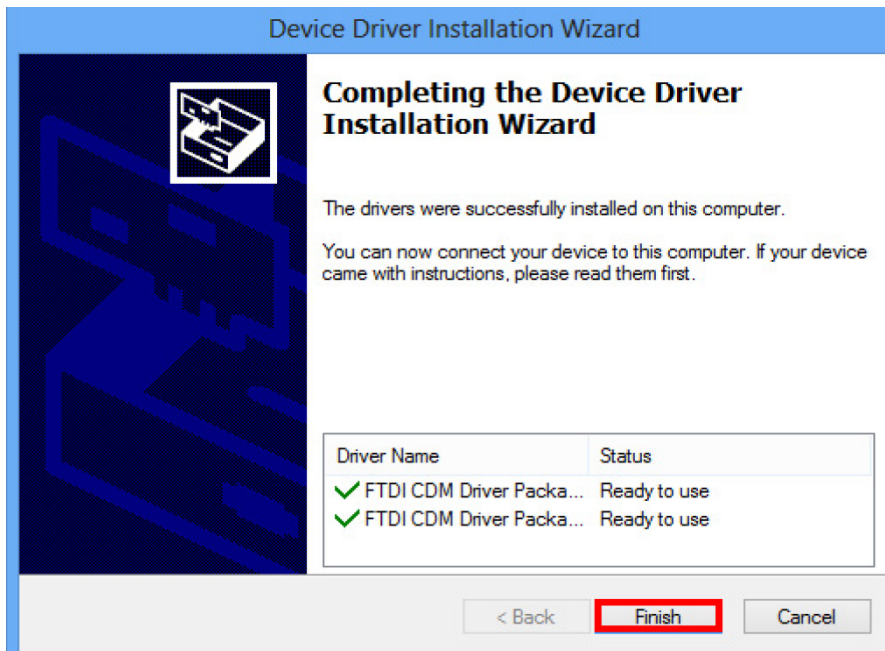 Device Driver Installation Wizard
Completing the Device Driver
Installation Wizard
The drivers were successfully installed on this computer.
You can now connect your device to this computer. If your device
came with instructions, please read them first.
Driver Name Status
FTDI CDM Driver Packa... Ready to use
FTDI CDM Driver Packa... Ready to use
< Back Finish Cancel